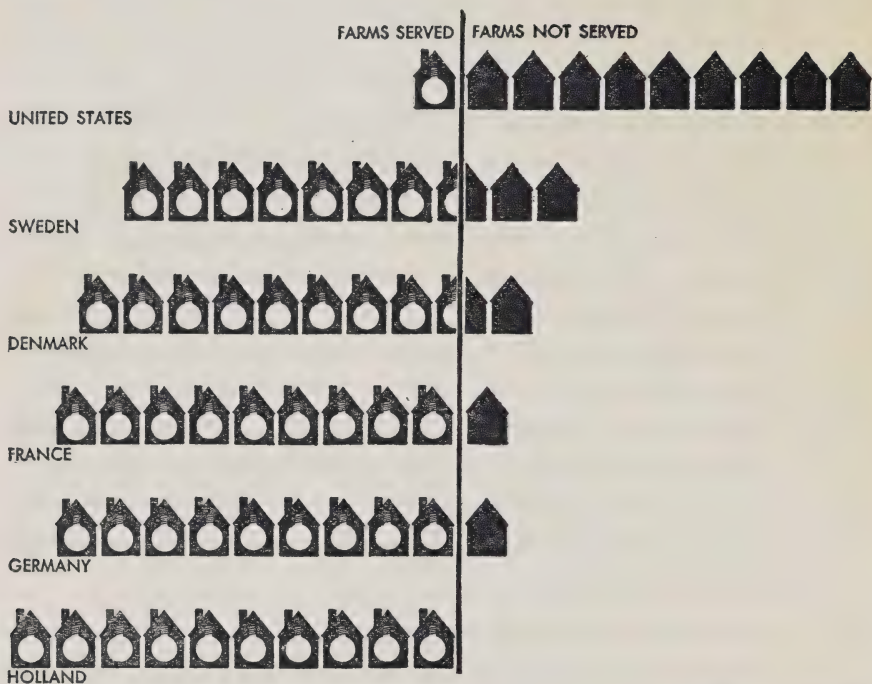 FARMS SERVED FARMS NOT SERVED
UNITED STATES
SWEDEN
DENMARK
FRANCE
GERMANY
HOLLAND